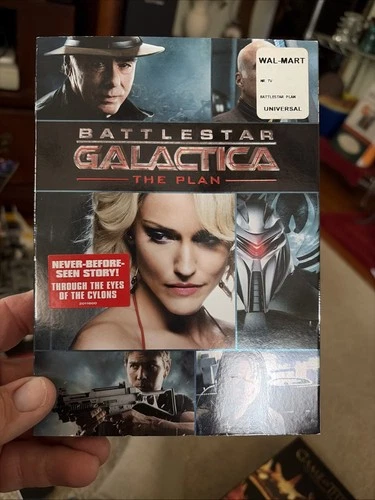 WAL-MART
BATTLESTAR PLAN
UNIVERSAL
BATTLESTAR
GALACTICA
THE PLAN
NEVER-BEFORE-
SEEN STORY!
THROUGH THE EYES
OF THE CYLONS